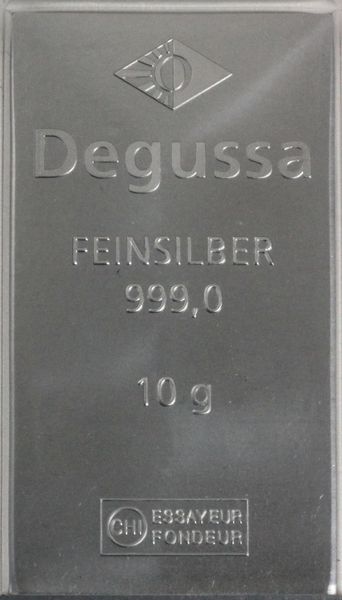 Degussa
FEINSILBER
999,0
10 g
CHI ESSAYEUR
FONDEUR